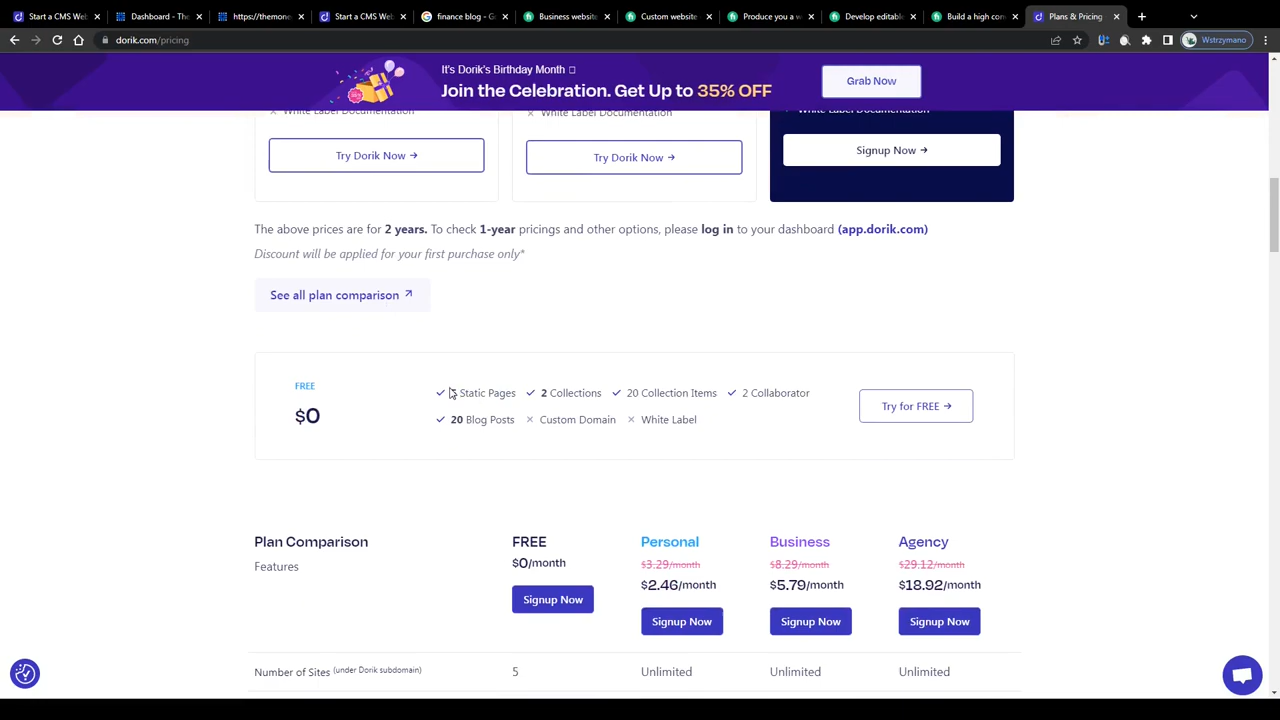 Start a CMS Web
Dashboard - The
https://themone
Start a CMS Web
finance blog - G
Business website
Custom website
Produce you a w
Develop editable
Build a high con
Plans & Pricing
dorik.com/pricing
Wstrzymano
It's Dorik's Birthday Month
Join the Celebration. Get Up to 35% OFF
Grab Now
White Label Documentation
White Label Documentation
White Label Documentation
Try Dorik Now →
Try Dorik Now →
Signup Now →
The above prices are for 2 years. To check 1-year pricings and other options, please log in to your dashboard (app.dorik.com)
Discount will be applied for your first purchase only*
See all plan comparison ↗
FREE
$0
Static Pages
2 Collections
20 Collection Items
2 Collaborator
20 Blog Posts
Custom Domain
White Label
Try for FREE →
Plan Comparison
Features
FREE
$0/month
Signup Now
Personal
$3.29/month
$2.46/month
Signup Now
Business
$8.29/month
$5.79/month
Signup Now
Agency
$29.12/month
$18.92/month
Signup Now
Number of Sites (under Dorik subdomain)
5
Unlimited
Unlimited
Unlimited